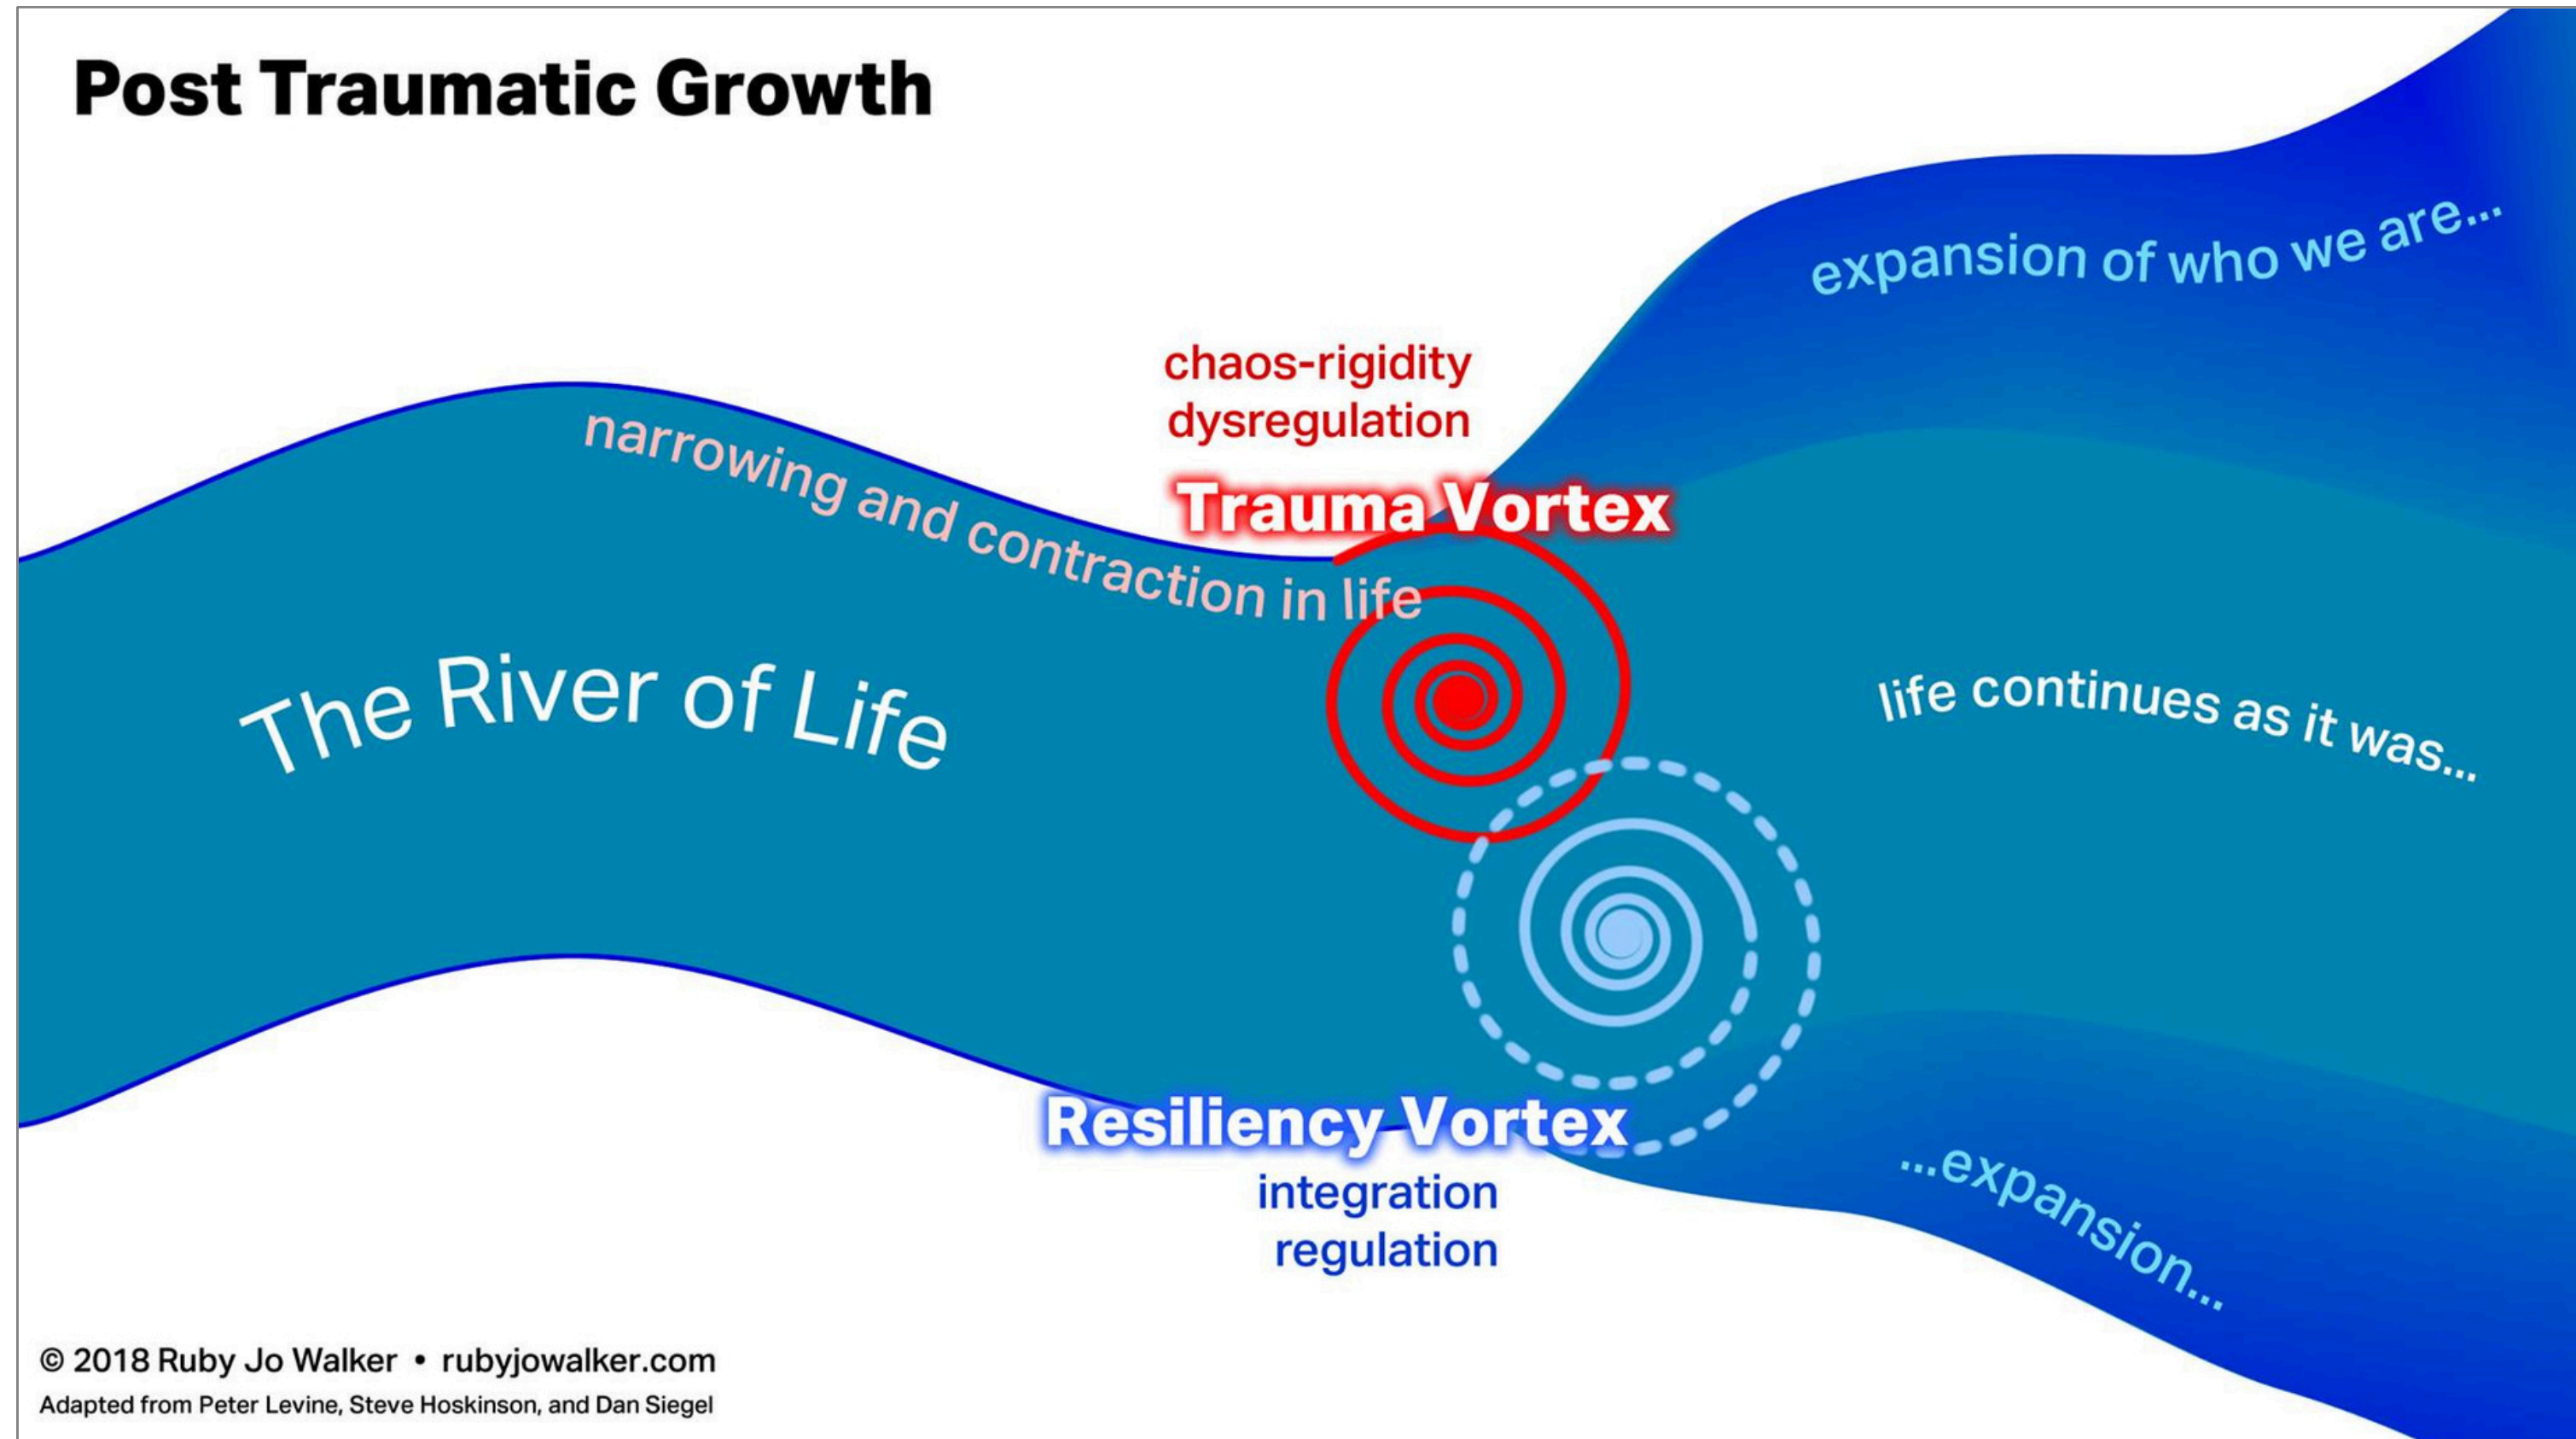 Post Traumatic Growth
expansion of who we are...
chaos-rigidity
dysregulation
Trauma Vortex
narrowing and contraction in life
The River of Life
life continues as it was...
Resiliency Vortex
integration
regulation
...expansion...
© 2018 Ruby Jo Walker • rubyjowalker.com
Adapted from Peter Levine, Steve Hoskinson, and Dan Siegel